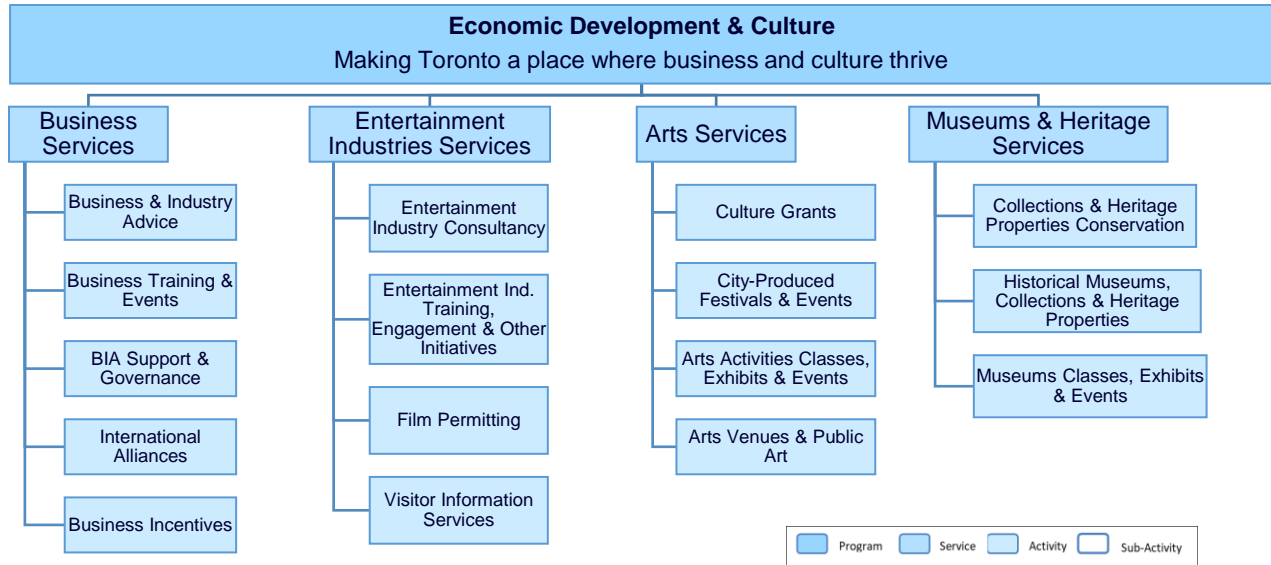 Economic Development & Culture
Making Toronto a place where business and culture thrive
Business
Services
Business & Industry
Advice
Business Training &
Events
BIA Support &
Governance
International
Alliances
Business Incentives
Entertainment
Industries Services
Entertainment
Industry Consultancy
Entertainment Ind.
Training,
Engagement & Other
Initiatives
Film Permitting
Visitor Information
Services
Arts Services
Culture Grants
City-Produced
Festivals & Events
Arts Activities Classes,
Exhibits & Events
Arts Venues & Public
Art
Museums & Heritage
Services
Collections & Heritage
Properties Conservation
Historical Museums,
Collections & Heritage
Properties
Museums Classes, Exhibits
& Events
Program Service Activity Sub-Activity